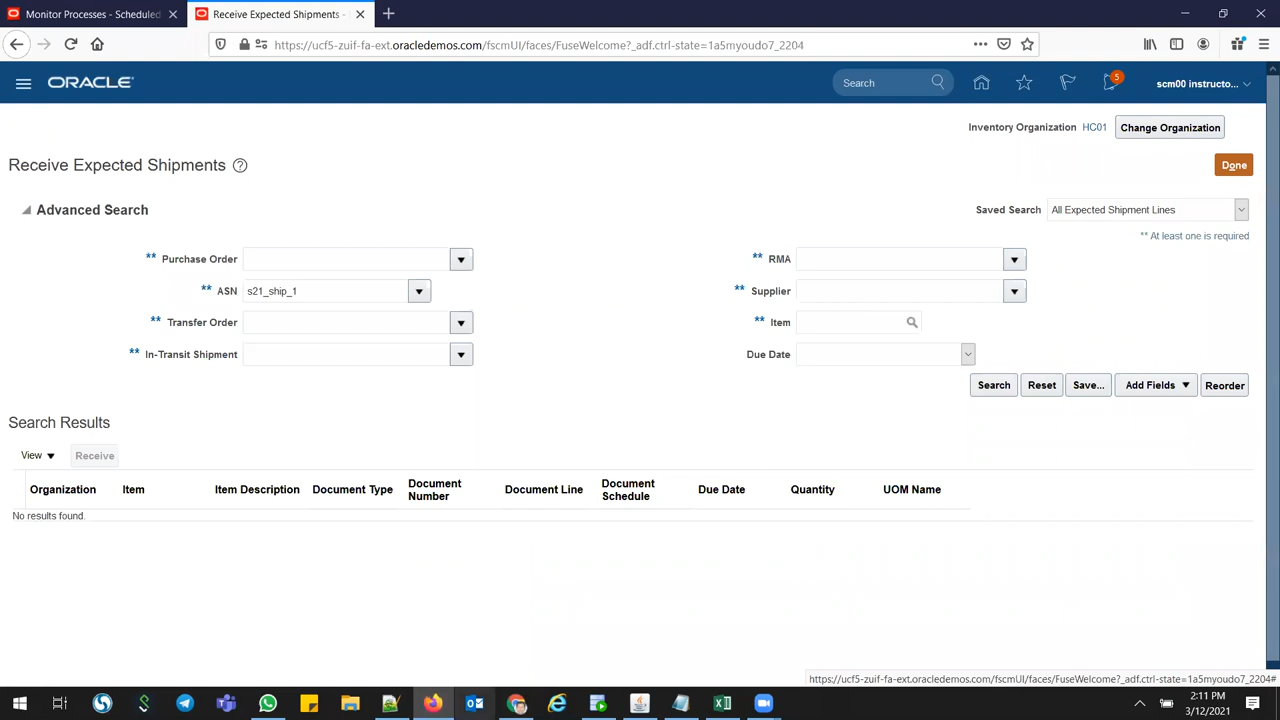 Monitor Processes - Scheduled
Receive Expected Shipments -
https://ucf5-zuif-fa-ext.oracledemos.com/fscmUI/faces/FuseWelcome?_adf.ctrl-state=1a5myoudo7_2204
ORACLE
Search
5
scm00 instructo...
Inventory Organization HC01 Change Organization
Receive Expected Shipments ?
Done
Advanced Search
Saved Search All Expected Shipment Lines
** At least one is required
** Purchase Order
** RMA
** ASN s21_ship_1
** Supplier
** Transfer Order
** Item
** In-Transit Shipment
Due Date
Search Reset Save... Add Fields Reorder
Search Results
View Receive
Organization Item Item Description Document Type Document Number Document Line Document Schedule Due Date Quantity UOM Name
No results found.
https://ucf5-zuif-fa-ext.oracledemos.com/fscmUI/faces/FuseWelcome?_adf.ctrl-state=1a5myoudo7_2204#
2:11 PM
3/12/2021